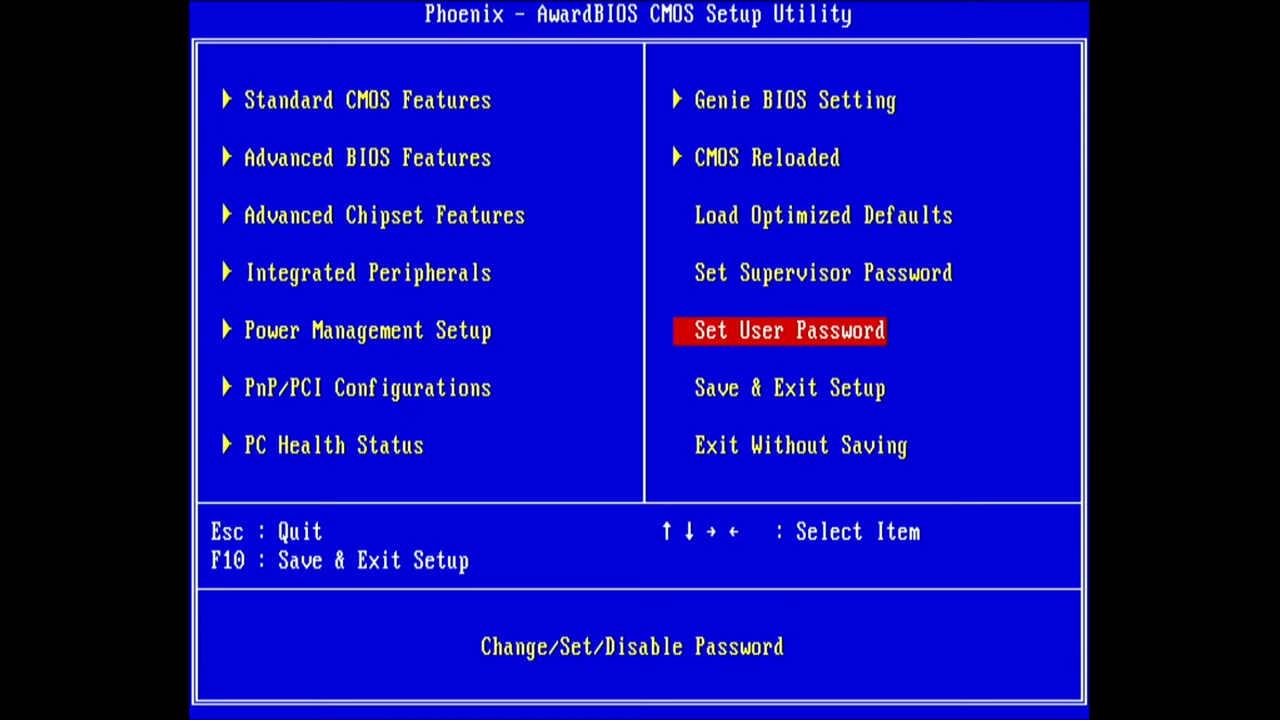 Phoenix - AwardBIOS CMOS Setup Utility
Standard CMOS Features
Advanced BIOS Features
Advanced Chipset Features
Integrated Peripherals
Power Management Setup
PnP/PCI Configurations
PC Health Status
Genie BIOS Setting
CMOS Reloaded
Load Optimized Defaults
Set Supervisor Password
Set User Password
Save & Exit Setup
Exit Without Saving
Esc : Quit
F10 : Save & Exit Setup
↑ ↓ → ← : Select Item
Change/Set/Disable Password